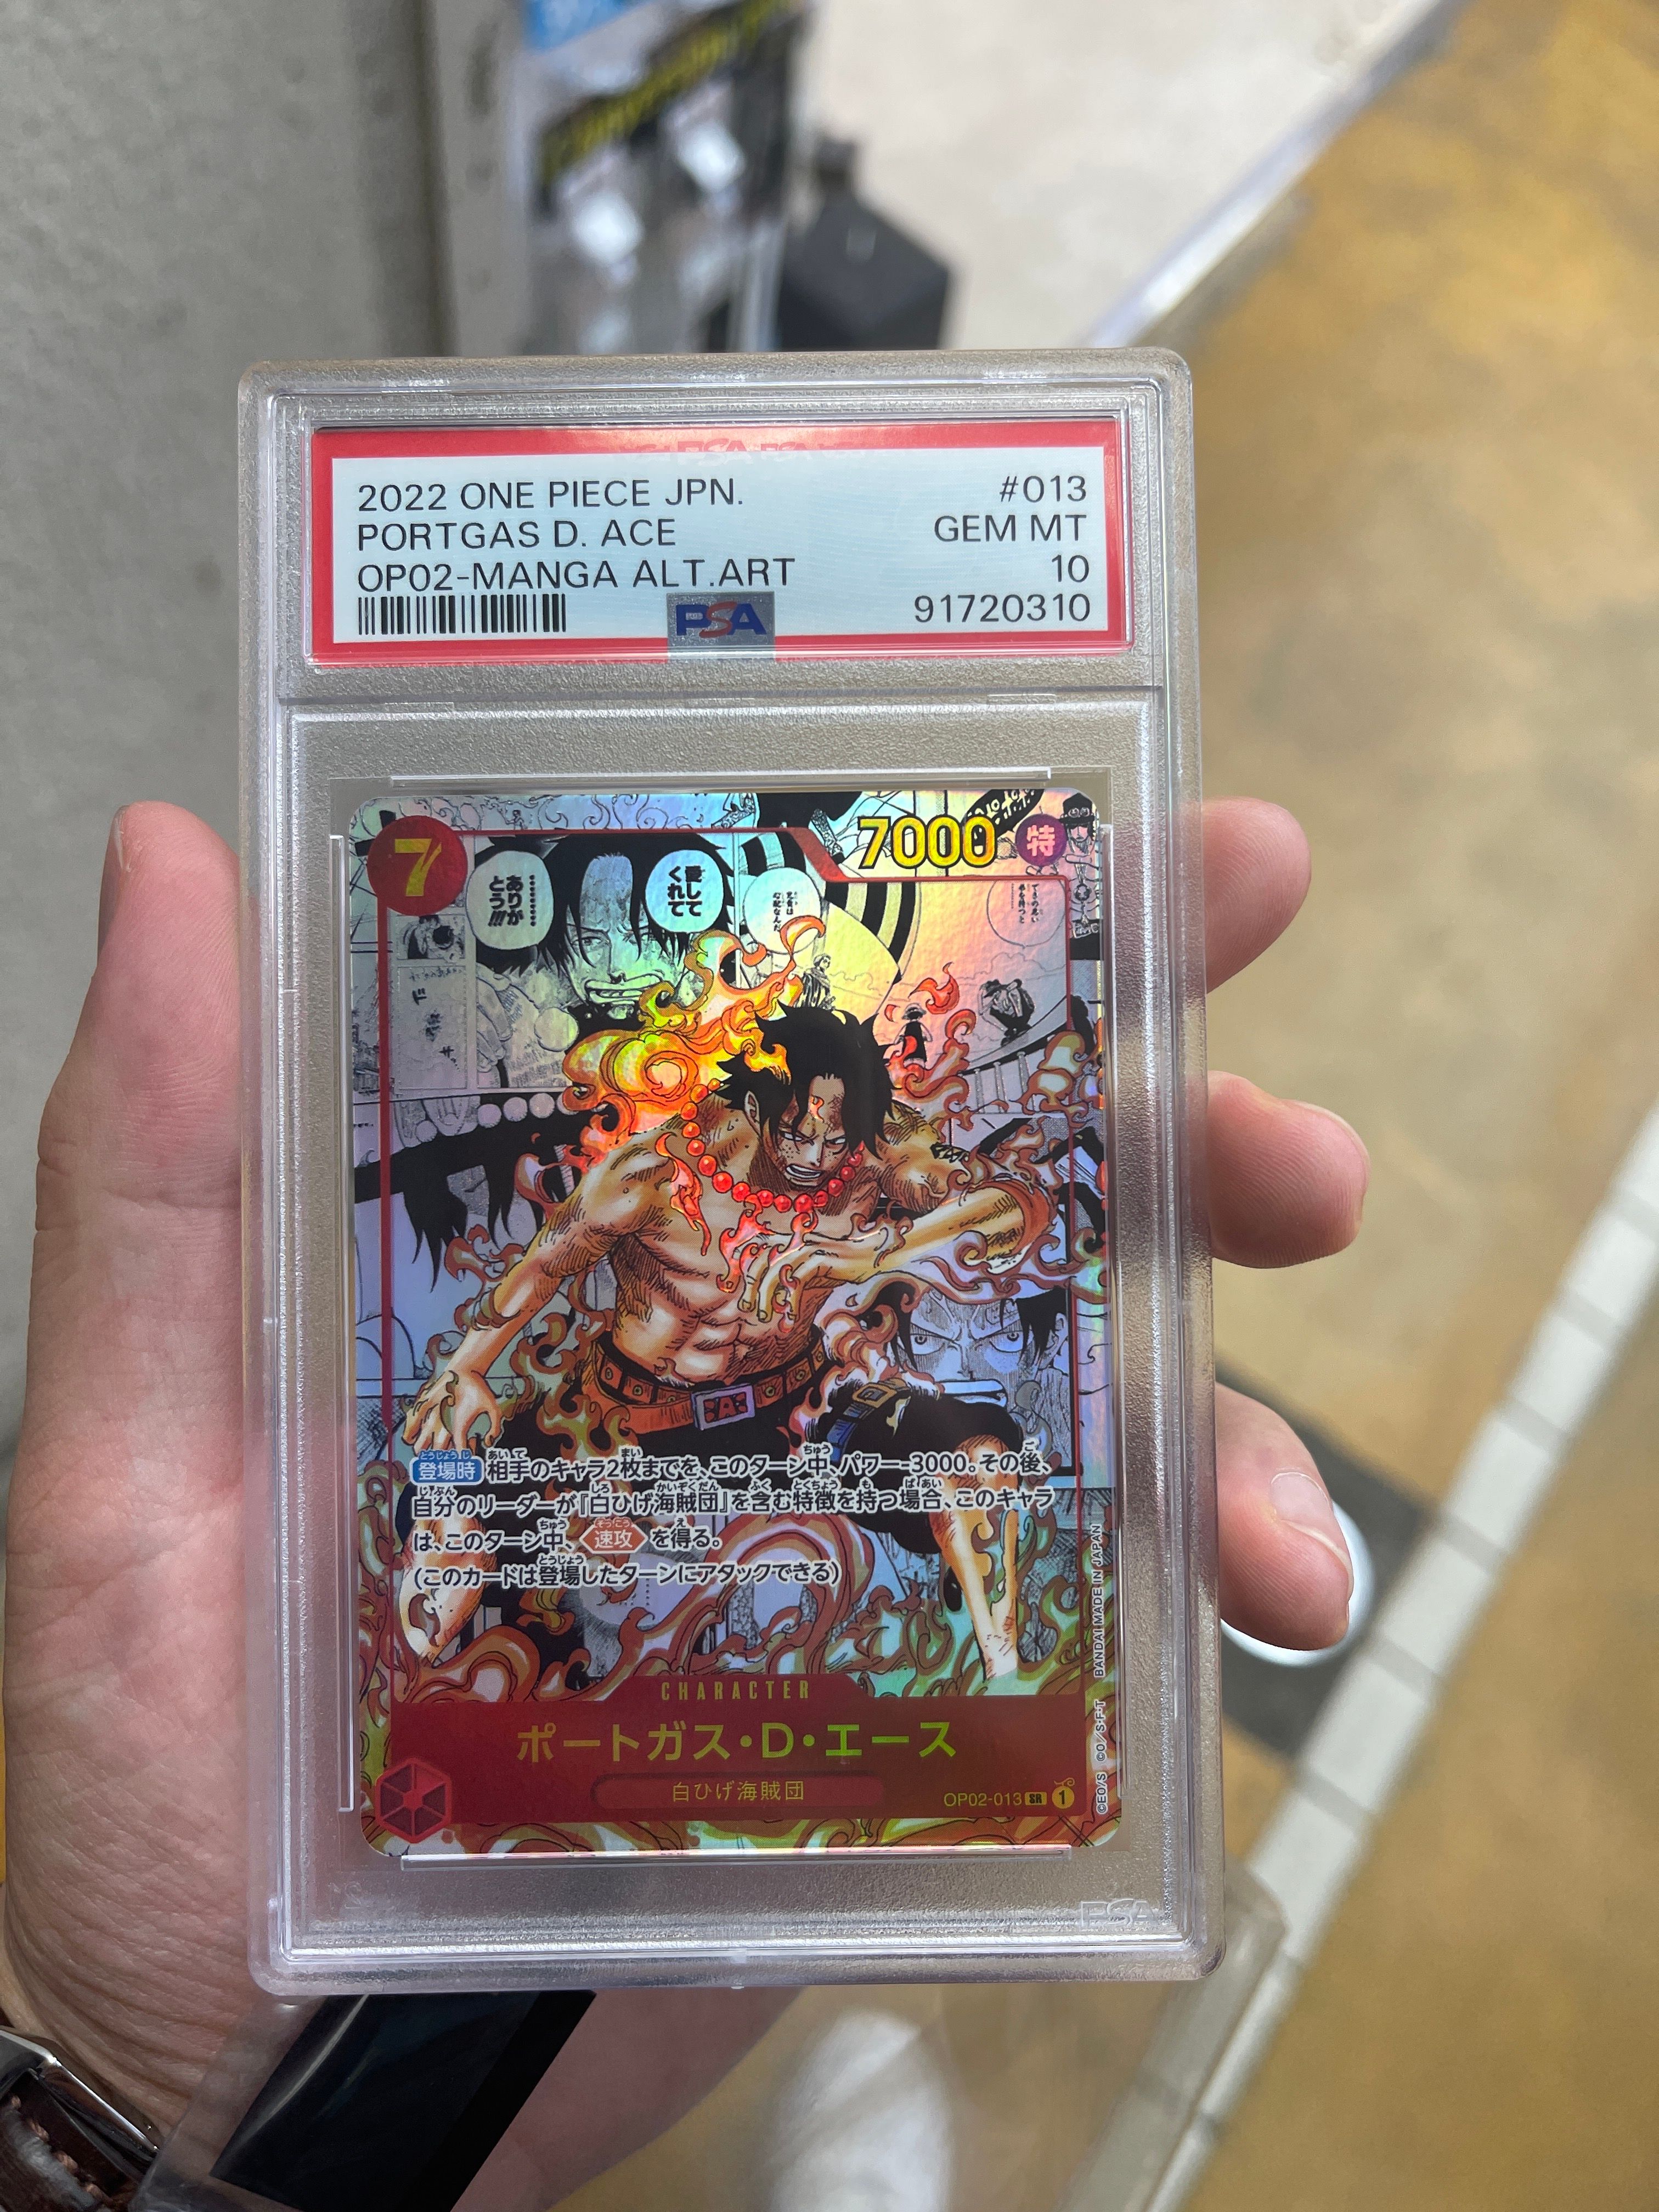 2022 ONE PIECE JPN. #013
PORTGAS D. ACE GEM MT
OP02-MANGA ALT.ART 10
PSA 91720310
7
7000 特
愛して
くれて
………
ありが
とう!!!
登場時 相手のキャラ2枚までを、このターン中、パワー-3000。その後、
自分のリーダーが『白ひげ海賊団』を含む特徴を持つ場合、このキャラ
は、このターン中、速攻 を得る。
(このカードは登場したターンにアタックできる)
CHARACTER
ポートガス・D・エース
白ひげ海賊団
OP02-013 SR 1
©EO/S ©O/S・F・T BANDAI MADE IN JAPAN
PSA